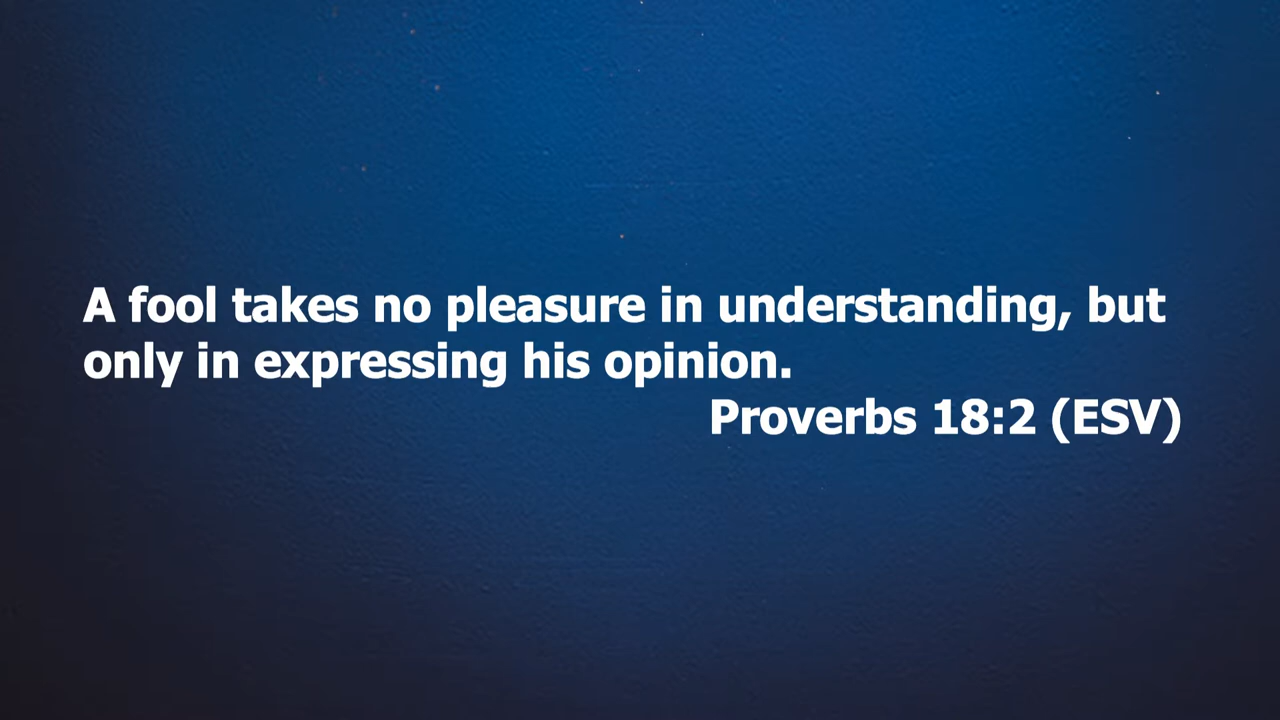 A fool takes no pleasure in understanding, but
only in expressing his opinion.
Proverbs 18:2 (ESV)